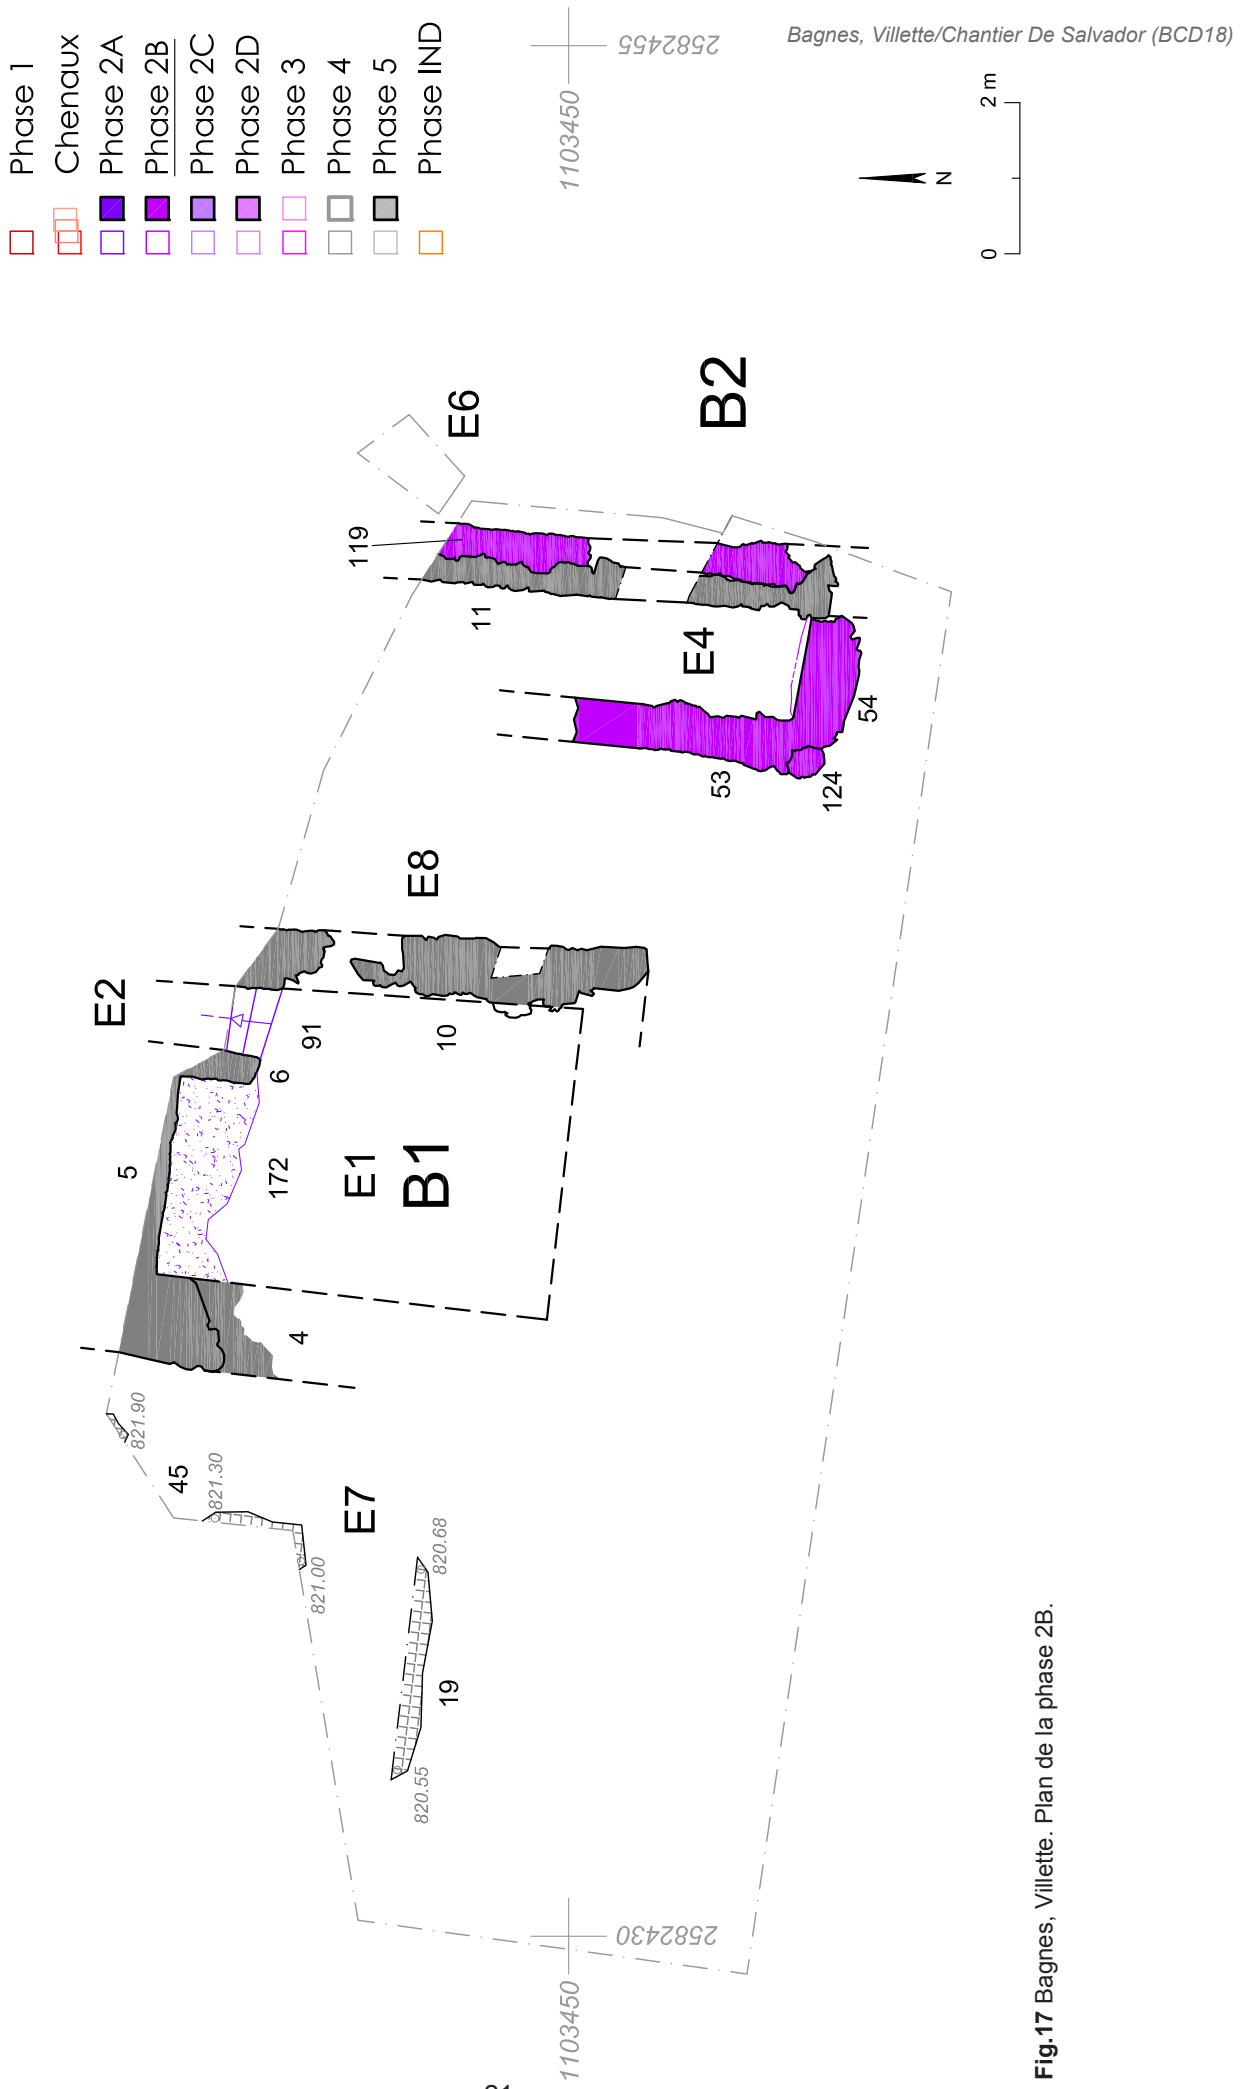 Bagnes, Villette/Chantier De Salvador (BCD18)
Phase 1
Chenaux
Phase 2A
Phase 2B
Phase 2C
Phase 2D
Phase 3
Phase 4
Phase 5
Phase IND
2582455
1103450
0
2 m
N
E6
B2
119
11
E4
53
54
124
E8
E2
91
10
6
5
172
E1
B1
4
821.90
45
821.30
E7
821.00
820.68
19
820.55
2582430
1103450
Fig.17 Bagnes, Villette. Plan de la phase 2B.